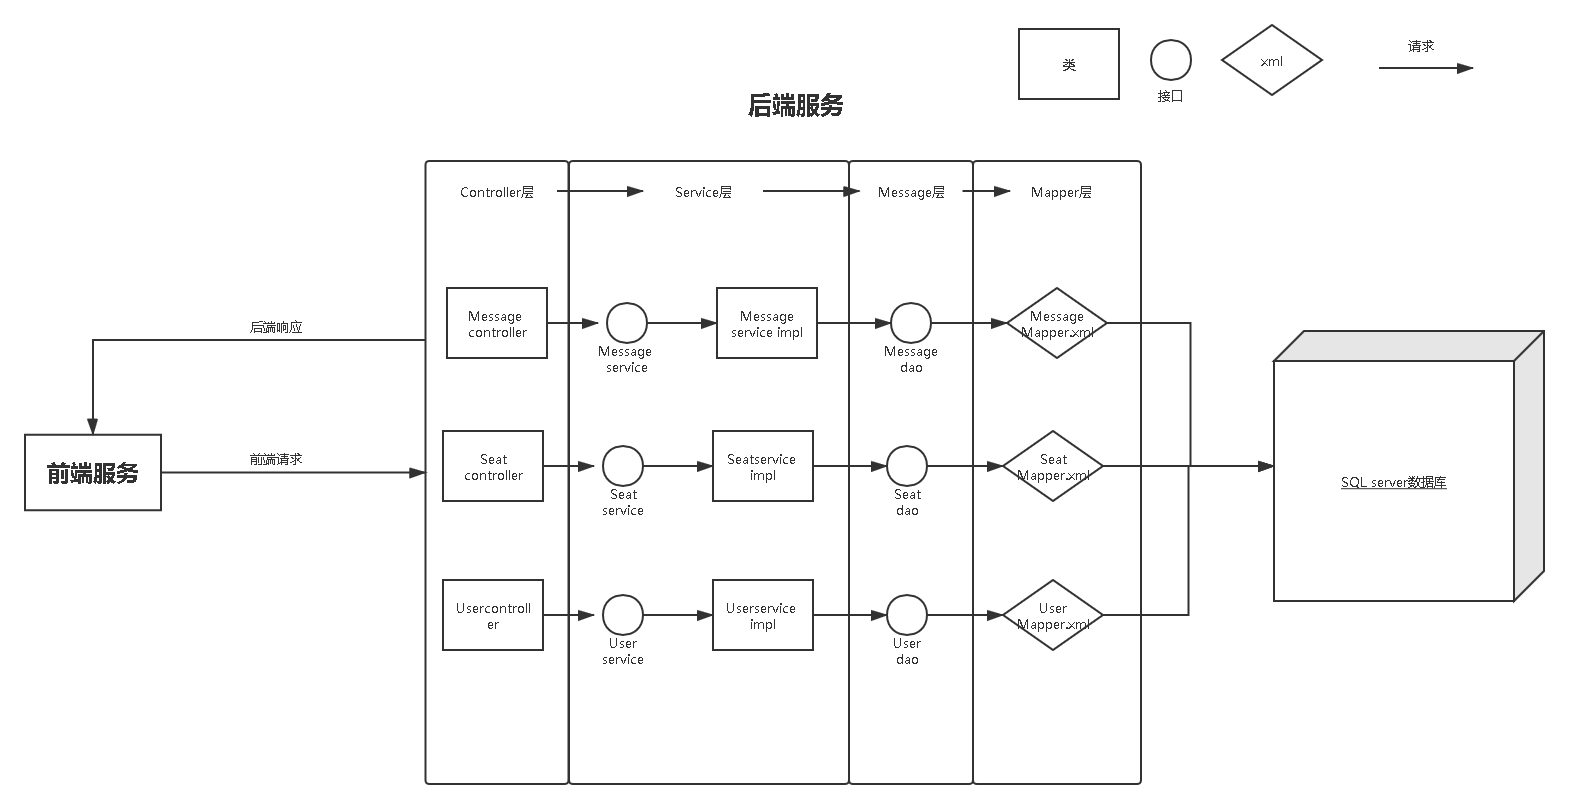 类
接口
xml
请求
后端服务
Controller层
Service层
Message层
Mapper层
Message
controller
Message
service
Message
service impl
Message
dao
Message
Mapper.xml
后端响应
前端服务
前端请求
Seat
controller
Seat
service
Seatservice
impl
Seat
dao
Seat
Mapper.xml
SQL server数据库
Usercontroll
er
User
service
Userservice
impl
User
dao
User
Mapper.xml